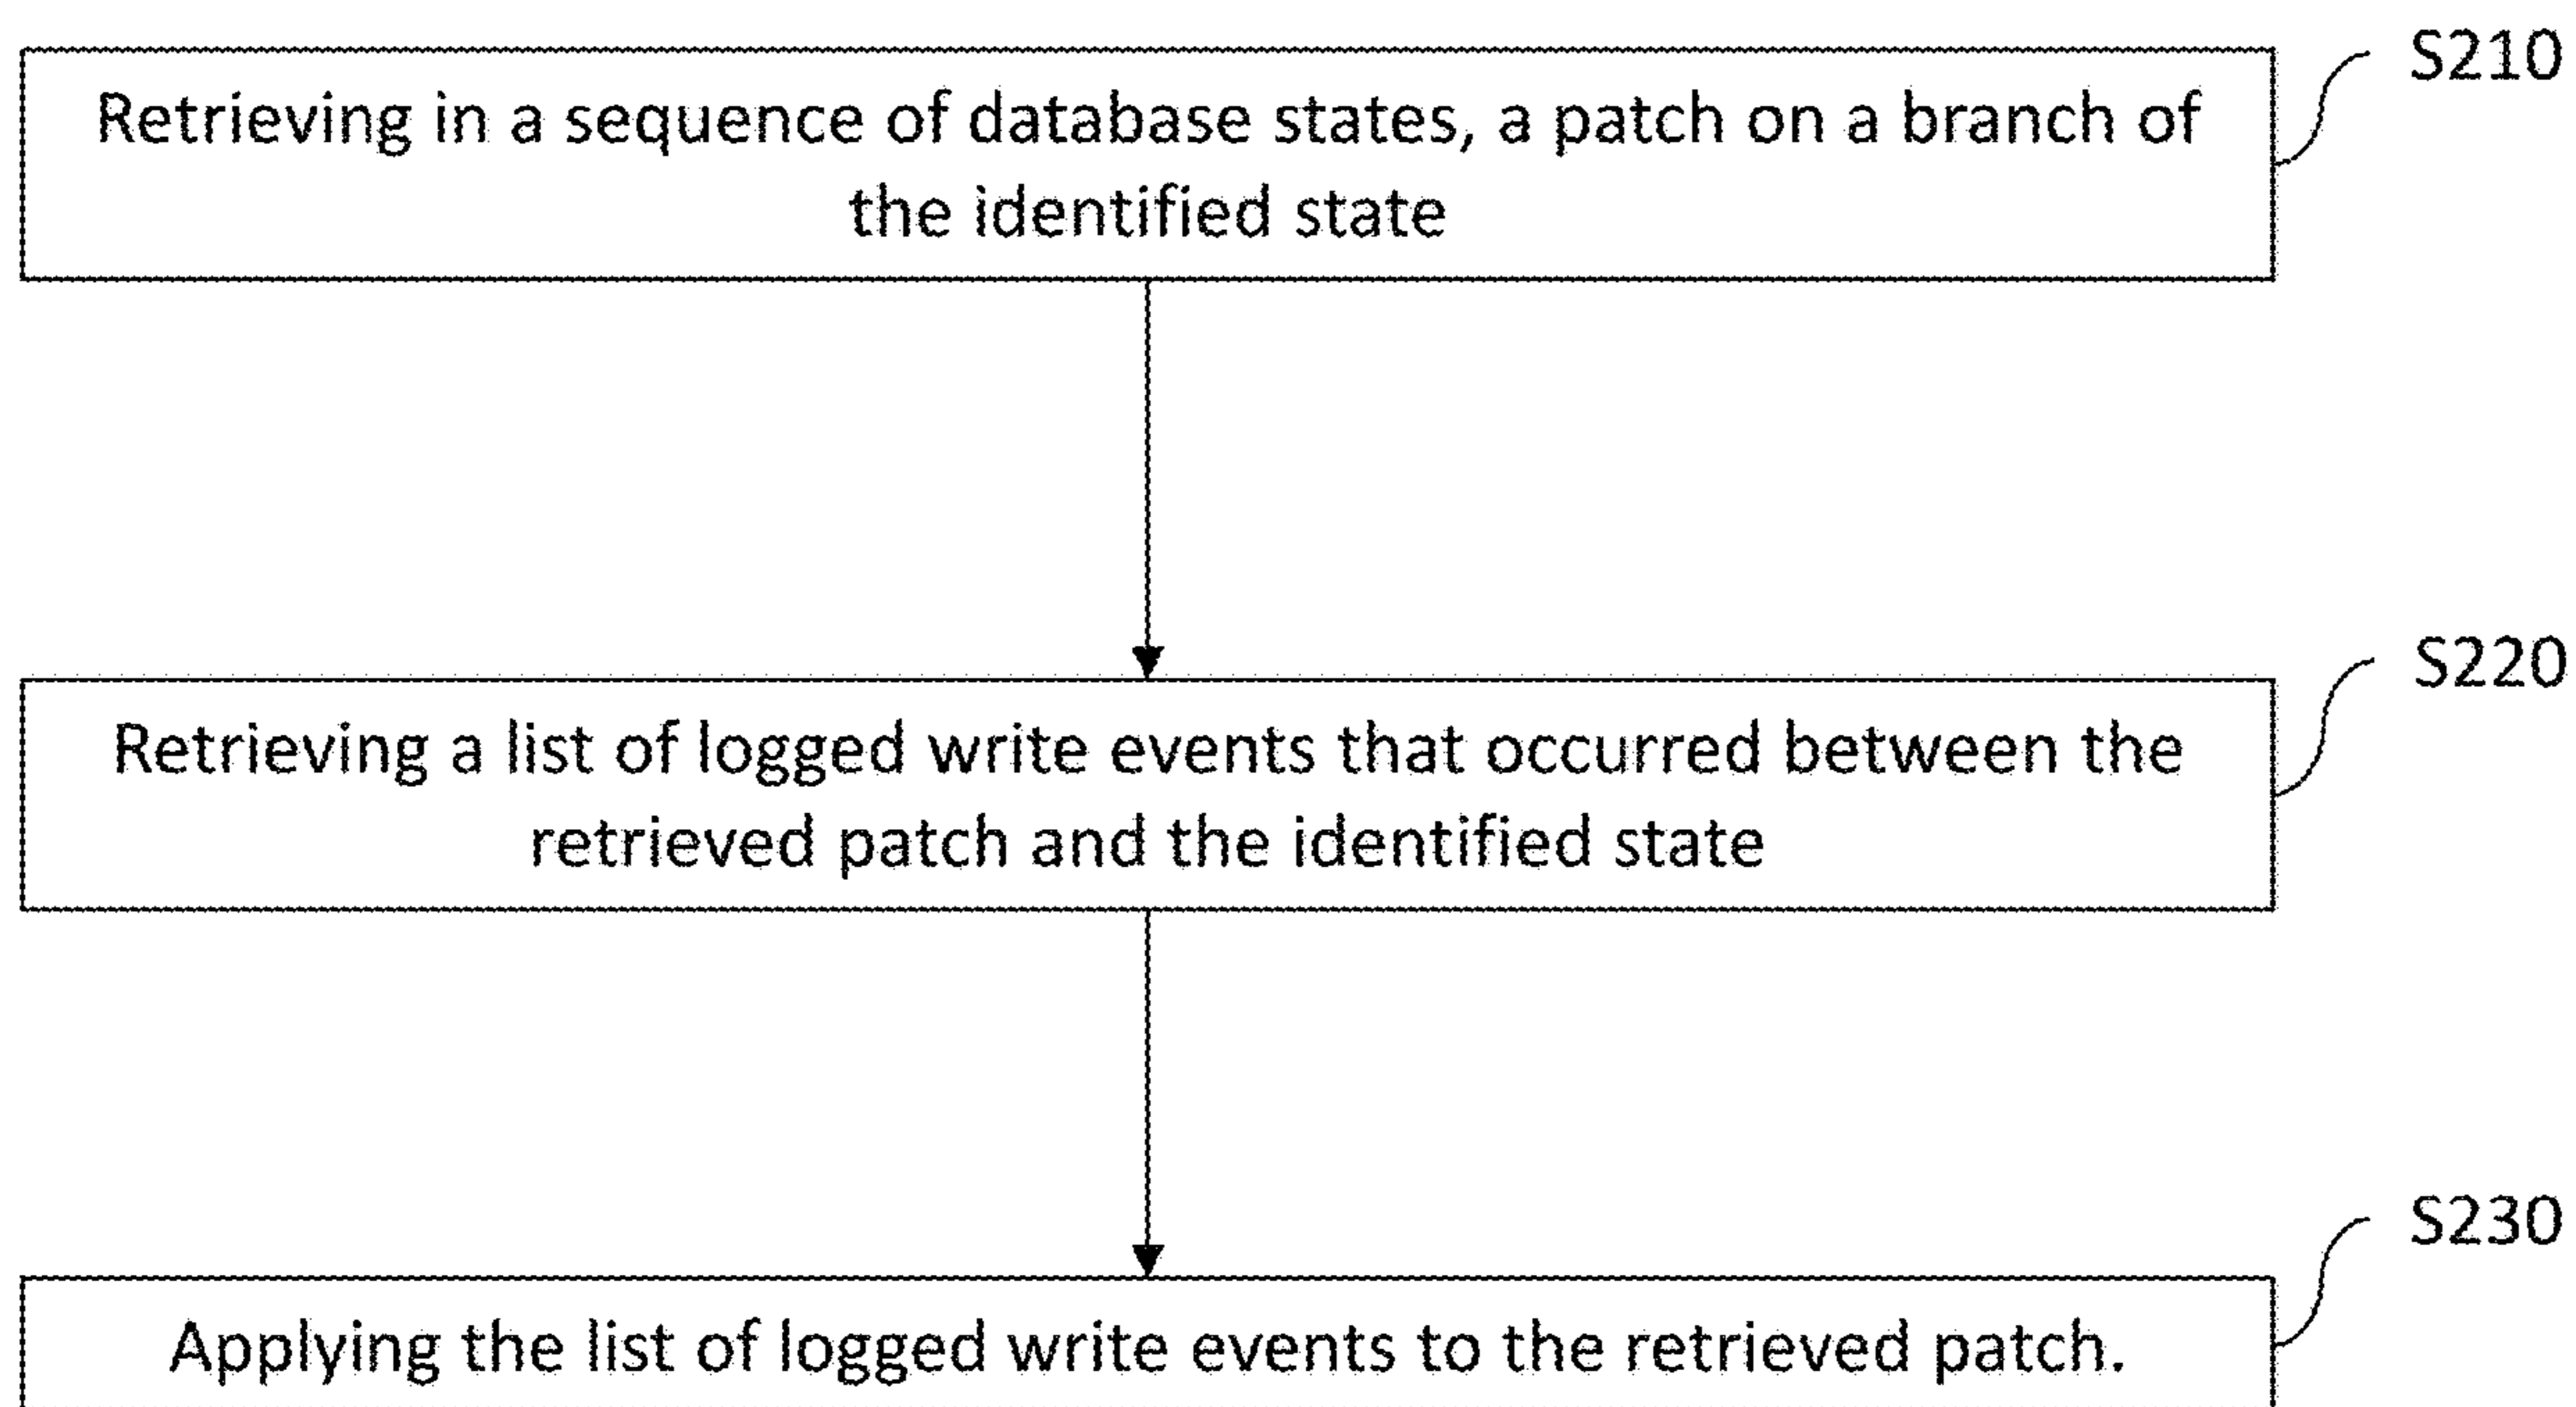 S210
Retrieving in a sequence of database states, a patch on a branch of
the identified state
S220
Retrieving a list of logged write events that occurred between the
retrieved patch and the identified state
S230
Applying the list of logged write events to the retrieved patch.